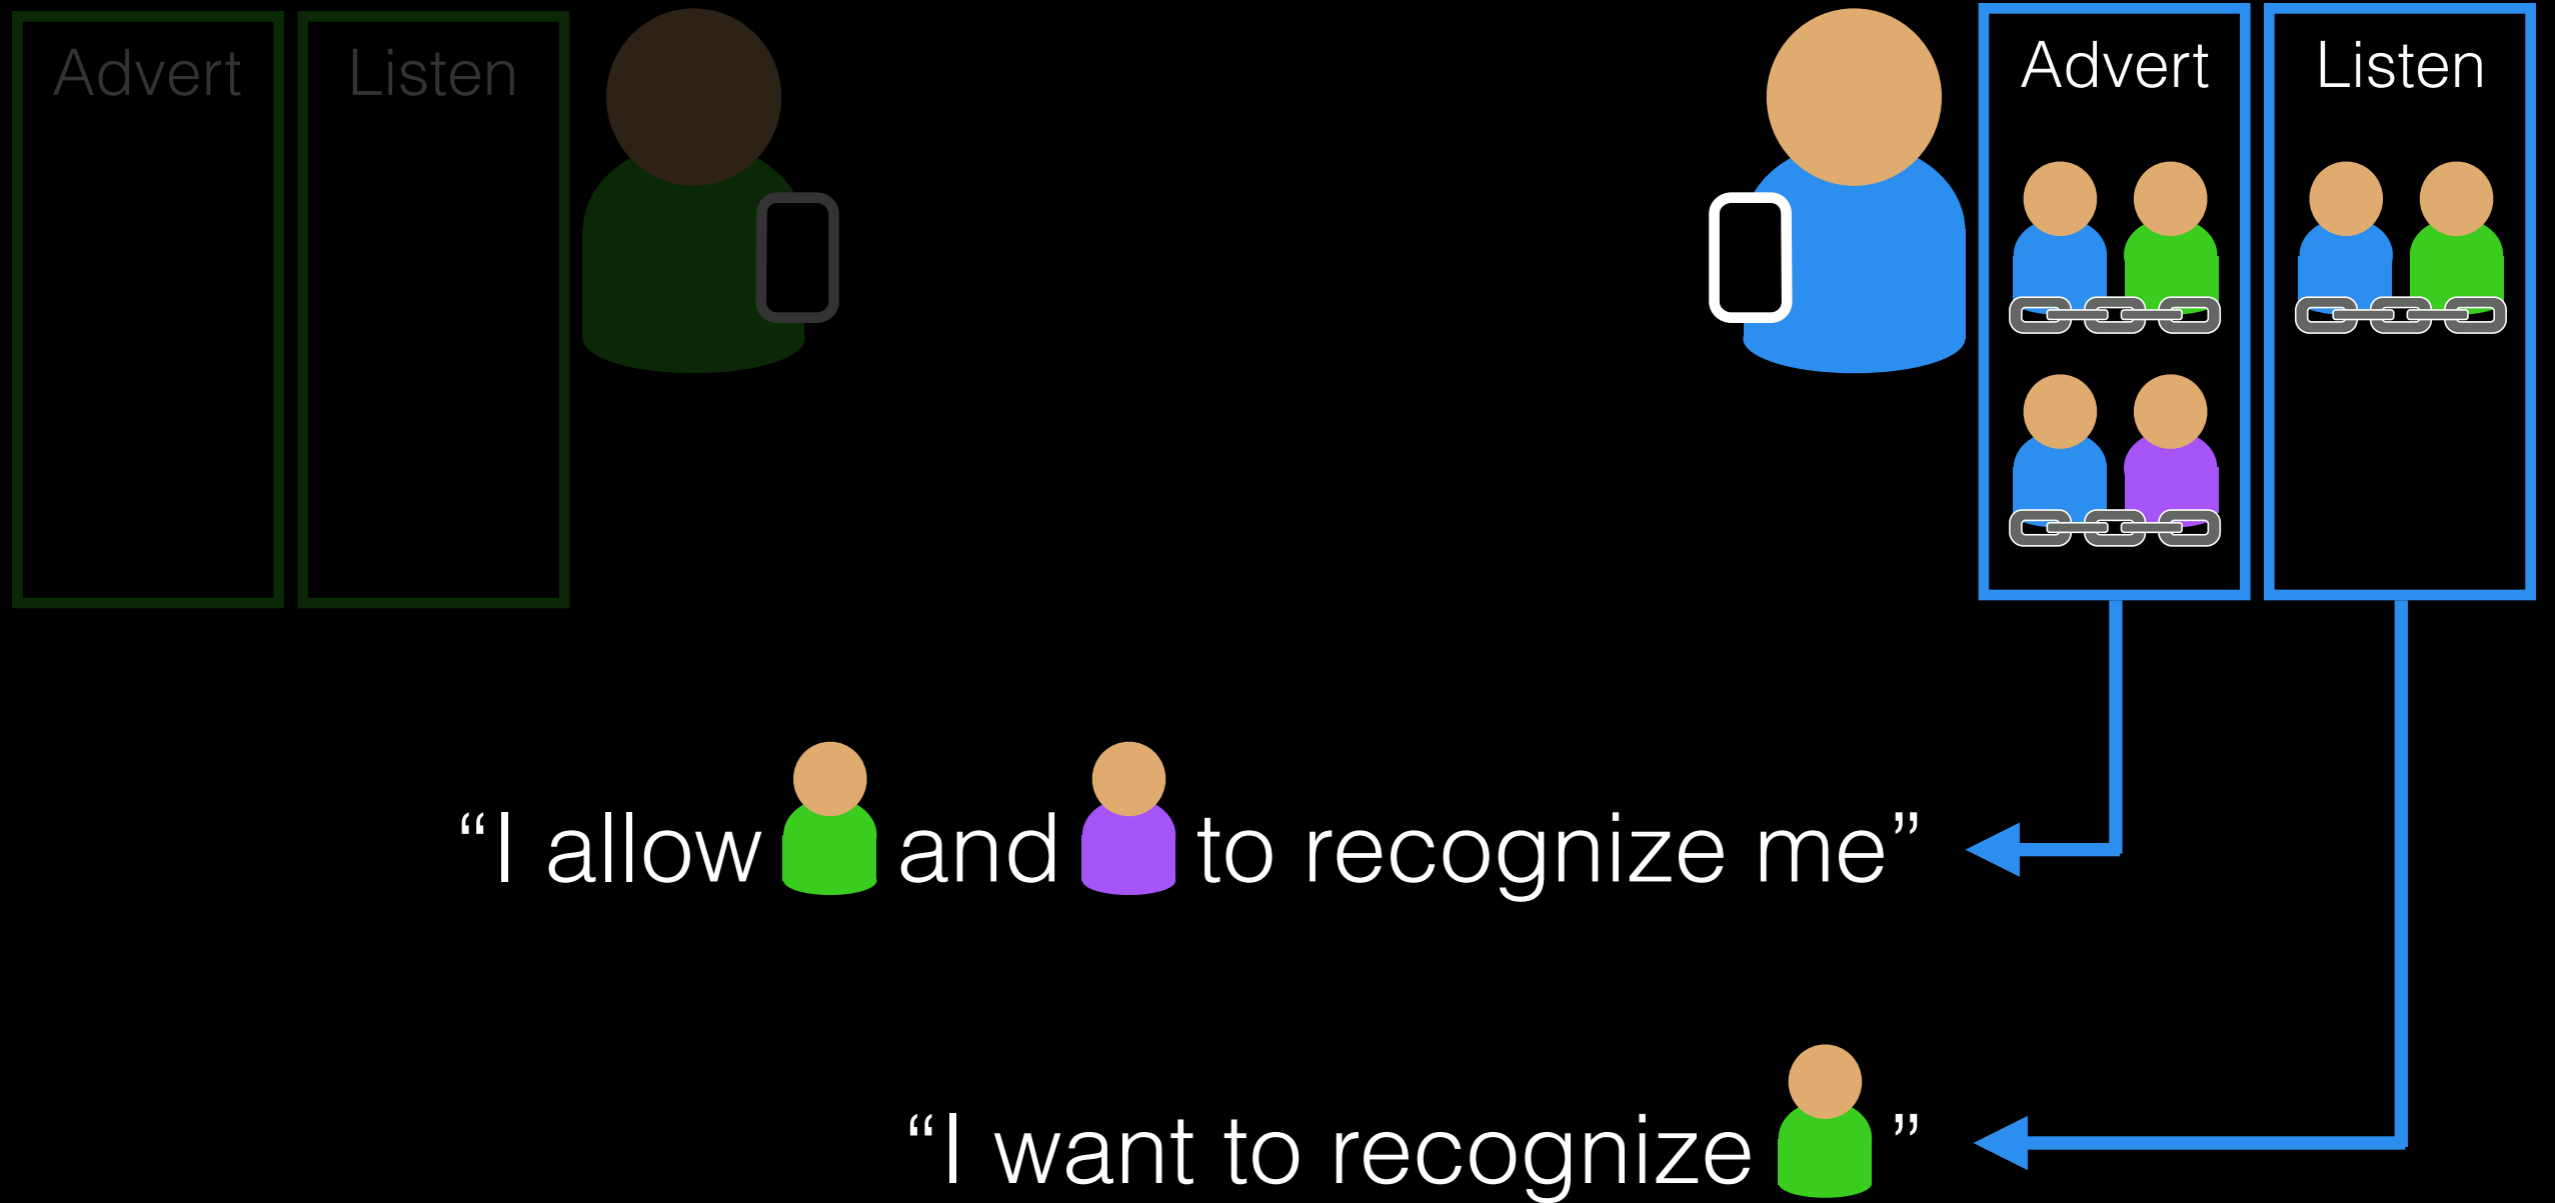 Advert Listen
Advert Listen
“I allow and to recognize me”
“I want to recognize ”